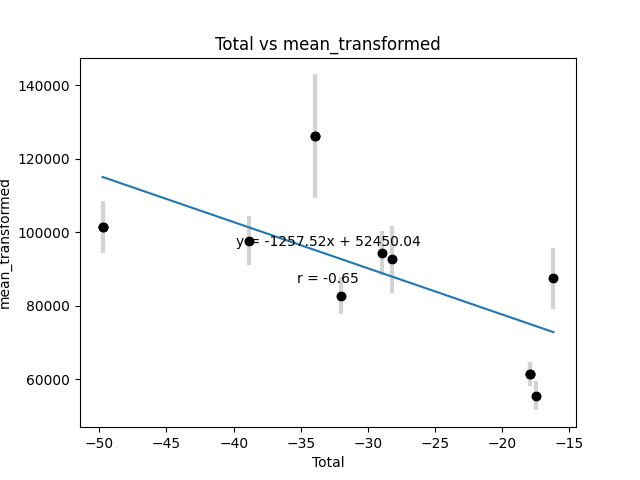 Total vs mean_transformed
mean_transformed
140000
120000
100000
80000
60000
y = -1257.52x + 52450.04
r = -0.65
−50 −45 −40 −35 −30 −25 −20 −15
Total